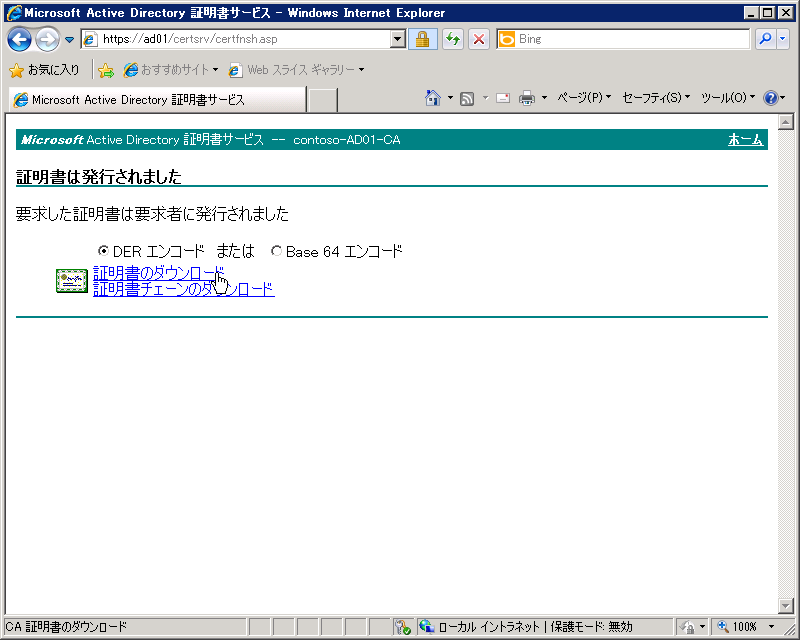 Microsoft Active Directory 証明書サービス - Windows Internet Explorer
https://ad01/certsrv/certfnsh.asp
Bing
お気に入り おすすめサイト Web スライス ギャラリー
Microsoft Active Directory 証明書サービス ページ(P) セーフティ(S) ツール(O)
Microsoft Active Directory 証明書サービス -- contoso-AD01-CA ホーム
証明書は発行されました
要求した証明書は要求者に発行されました
DER エンコード または Base 64 エンコード
証明書のダウンロード
証明書チェーンのダウンロード
CA 証明書のダウンロード ローカル イントラネット | 保護モード: 無効 100%